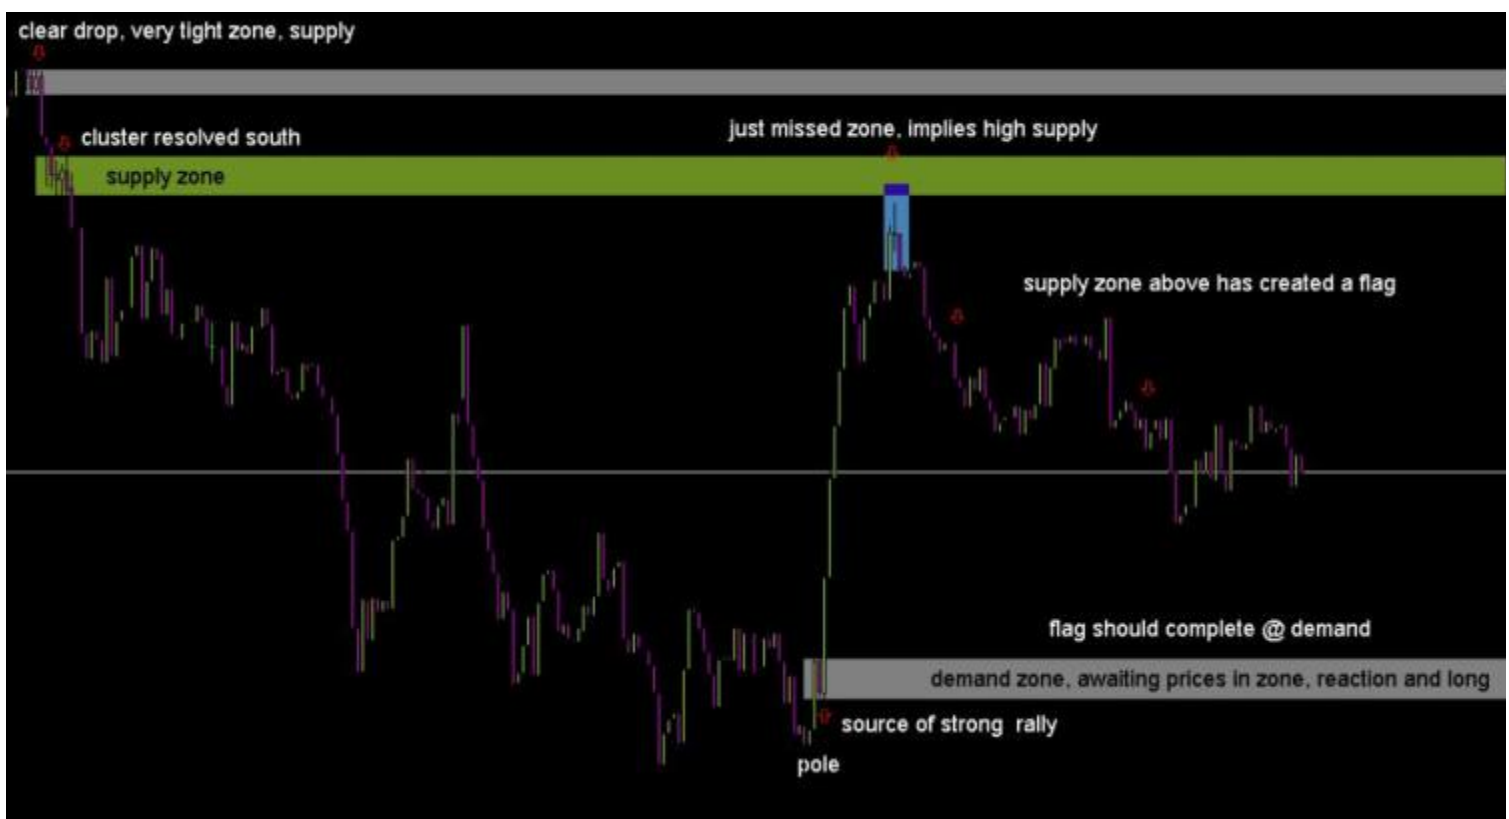 clear drop, very tight zone, supply
cluster resolved south
just missed zone, implies high supply
supply zone
supply zone above has created a flag
flag should complete @ demand
demand zone, awaiting prices in zone, reaction and long
source of strong rally
pole